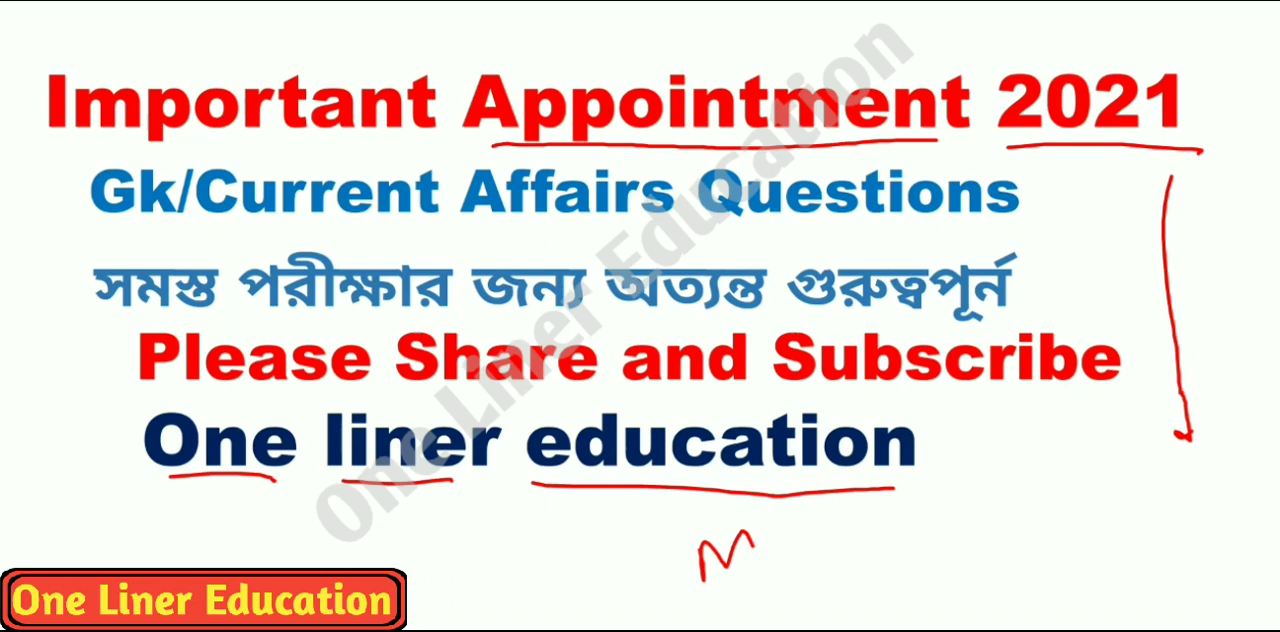 Important Appointment 2021
Gk/Current Affairs Questions
সমস্ত পরীক্ষার জন্য অত্যন্ত গুরুত্বপূর্ন
Please Share and Subscribe
One liner education
One Liner Education
One Liner Education